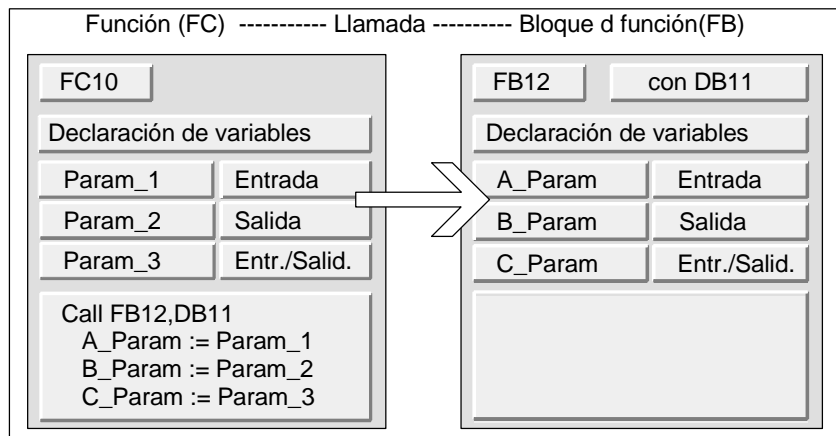 Función (FC) ----------- Llamada ---------- Bloque d función(FB)
FC10
Declaración de variables
Param_1 Entrada
Param_2 Salida
Param_3 Entr./Salid.
Call FB12,DB11
A_Param := Param_1
B_Param := Param_2
C_Param := Param_3
FB12 con DB11
Declaración de variables
A_Param Entrada
B_Param Salida
C_Param Entr./Salid.